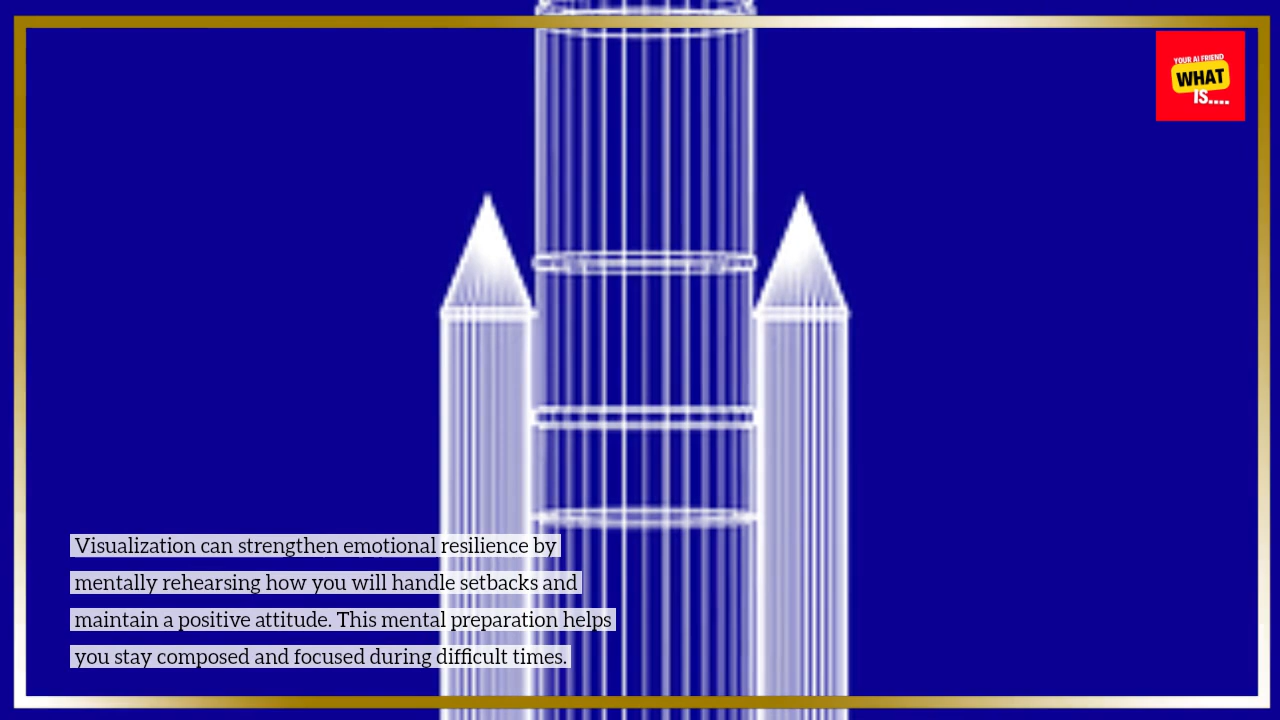 YOUR AI FRIEND
WHAT
IS....
Visualization can strengthen emotional resilience by
mentally rehearsing how you will handle setbacks and
maintain a positive attitude. This mental preparation helps
you stay composed and focused during difficult times.